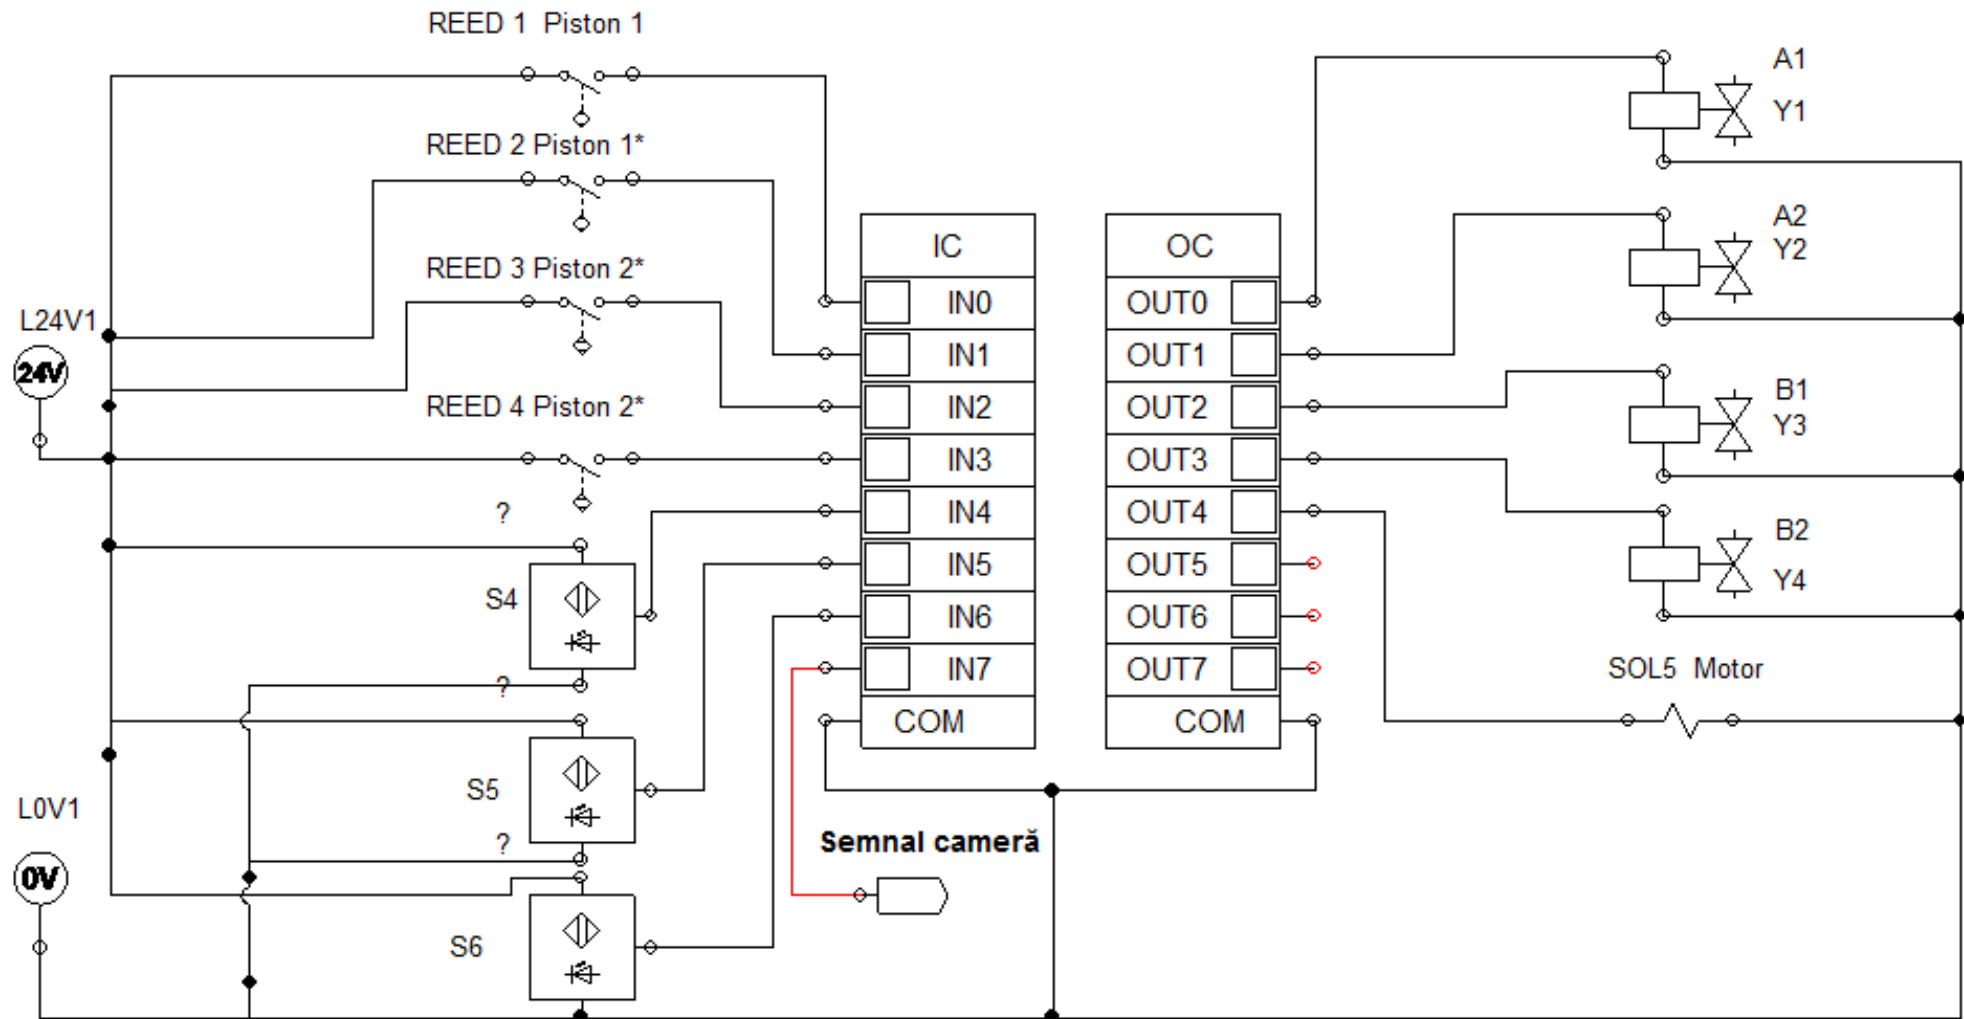 REED 1  Piston 1
REED 2 Piston 1*
REED 3 Piston 2*
REED 4 Piston 2*
L24V1
24V
?
S4
?
S5
?
S6
L0V1
0V
IC
IN0
IN1
IN2
IN3
IN4
IN5
IN6
IN7
COM
OC
OUT0
OUT1
OUT2
OUT3
OUT4
OUT5
OUT6
OUT7
COM
Semnal cameră
A1
Y1
A2
Y2
B1
Y3
B2
Y4
SOL5  Motor